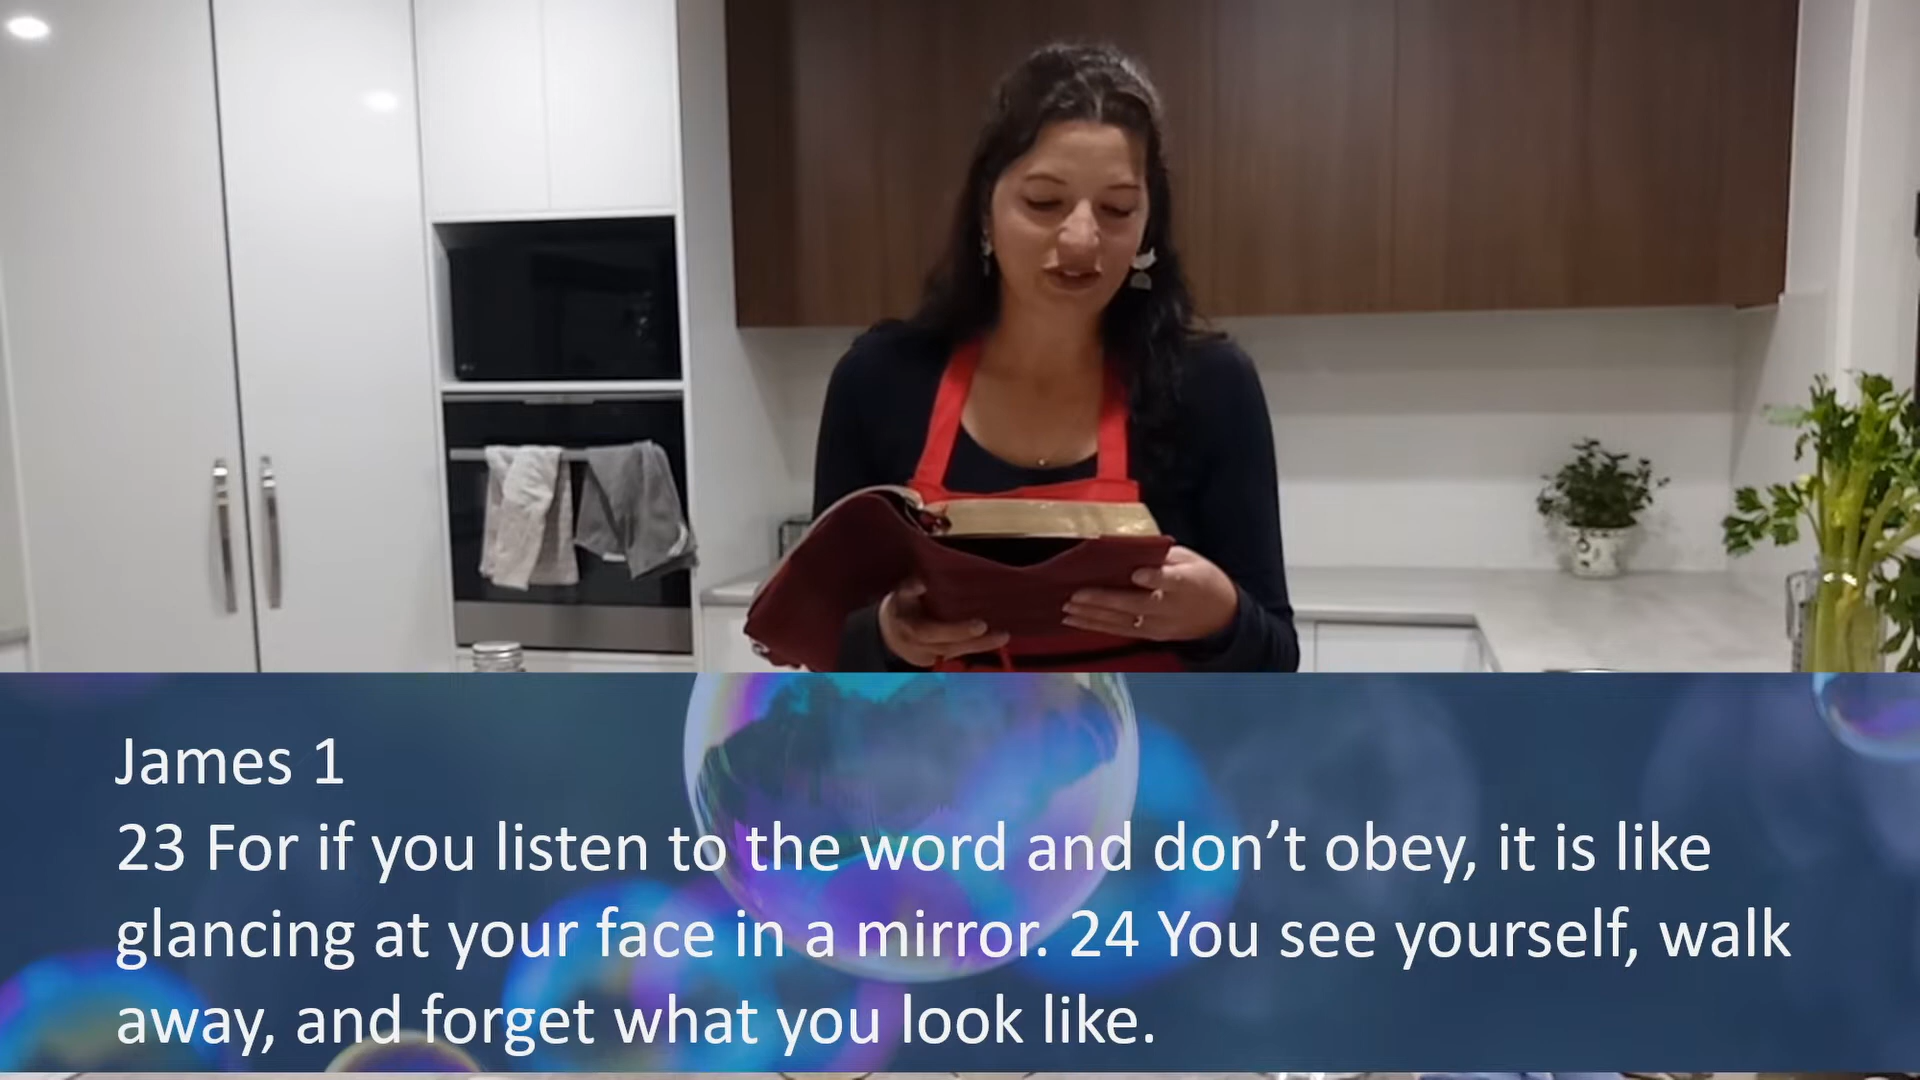 James 1
23 For if you listen to the word and don’t obey, it is like
glancing at your face in a mirror. 24 You see yourself, walk
away, and forget what you look like.